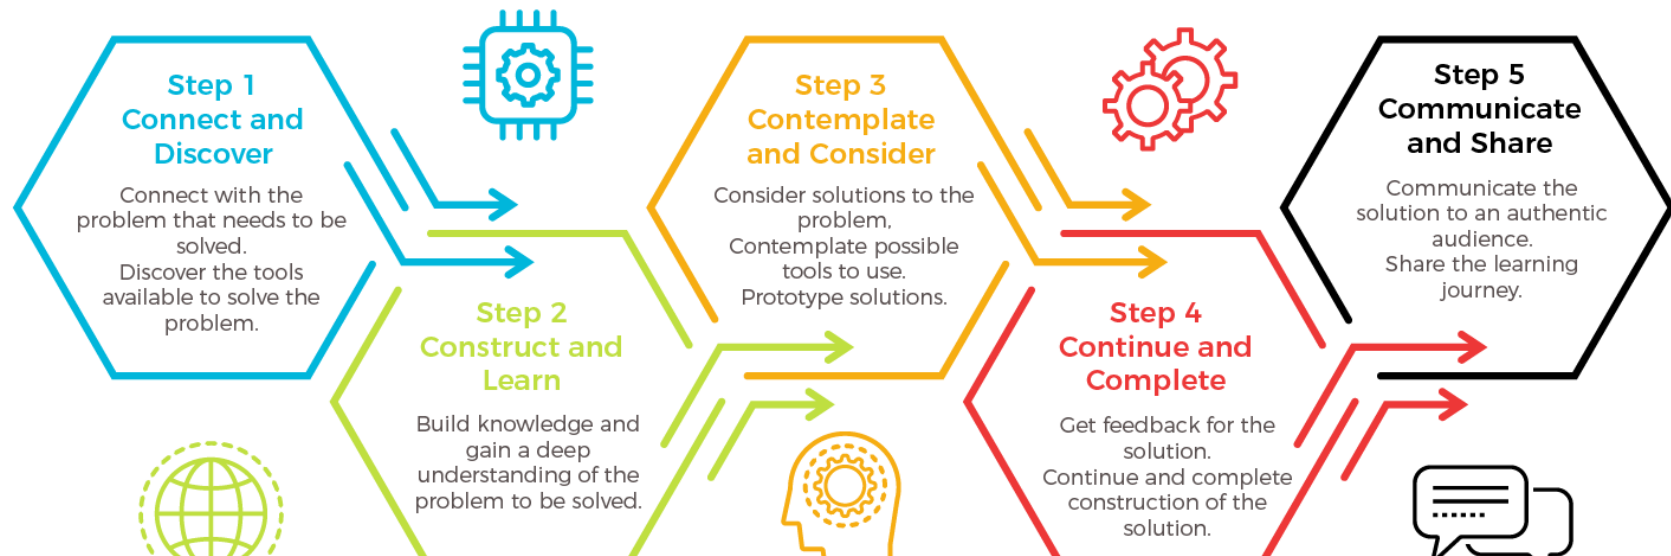 Step 1
Connect and
Discover
Connect with the
problem that needs to be
solved.
Discover the tools
available to solve the
problem.
Step 2
Construct and
Learn
Build knowledge and
gain a deep
understanding of the
problem to be solved.
Step 3
Contemplate
and Consider
Consider solutions to the
problem,
Contemplate possible
tools to use.
Prototype solutions.
Step 4
Continue and
Complete
Get feedback for the
solution.
Continue and complete
construction of the
solution.
Step 5
Communicate
and Share
Communicate the
solution to an authentic
audience.
Share the learning
journey.